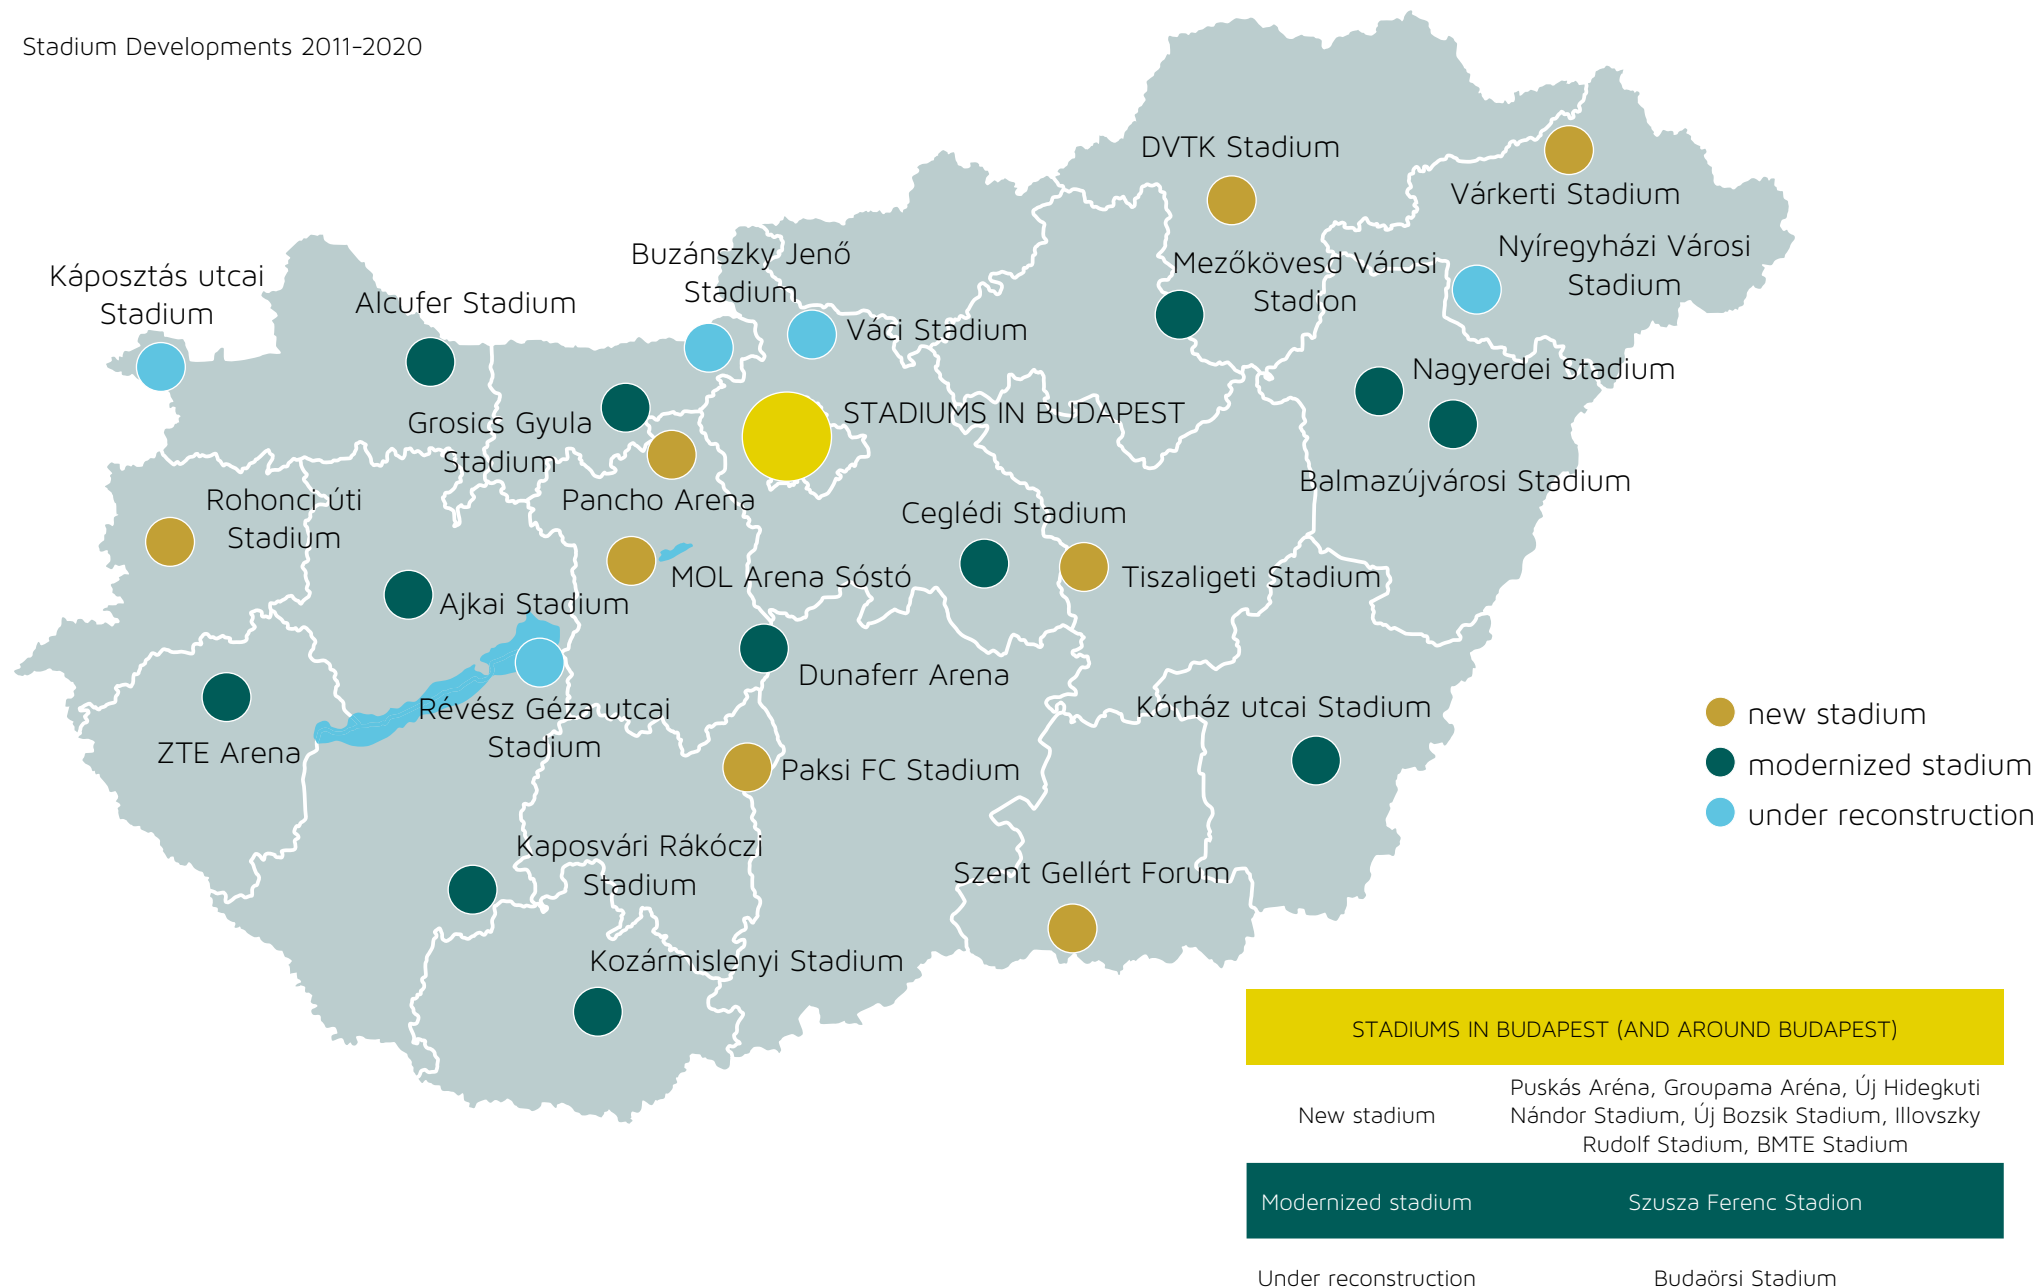 Stadium Developments 2011-2020
DVTK Stadium
Várkerti Stadium
Nyíregyházi Városi
Stadium
Buzánszky Jenő
Stadium
Mezőkövesd Városi
Stadion
Káposztás utcai
Stadium
Alcufer Stadium
Váci Stadium
Nagyerdei Stadium
Grosics Gyula
Stadium
STADIUMS IN BUDAPEST
Balmazújvárosi Stadium
Rohonci úti
Stadium
Pancho Arena
Ceglédi Stadium
MOL Arena Sóstó
Tiszaligeti Stadium
Ajkai Stadium
Dunaferr Arena
Révész Géza utcai
Stadium
Kórház utcai Stadium
ZTE Arena
Paksi FC Stadium
new stadium
modernized stadium
under reconstruction
Kaposvári Rákóczi
Stadium
Szent Gellért Forum
Kozármislenyi Stadium
STADIUMS IN BUDAPEST (AND AROUND BUDAPEST)
New stadium
Puskás Aréna, Groupama Aréna, Új Hidegkuti
Nándor Stadium, Új Bozsik Stadium, Illovszky
Rudolf Stadium, BMTE Stadium
Modernized stadium
Szusza Ferenc Stadion
Under reconstruction
Budaörsi Stadium